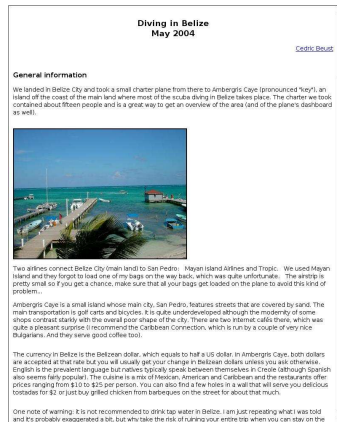 Diving in Belize
May 2004
Cedric Beust
General information
We landed in Belize City and took a small charter plane from there to Ambergris Caye (pronounced "key"), an
island off the coast of the main land where most of the scuba diving in Belize takes place. The charter we took
contained about fifteen people and is a great way to get an overview of the area (and of the plane's dashboard
as well).
Two airlines connect Belize City (main land) to San Pedro: Mayan Island Airlines and Tropic. We used Mayan
Island and they forgot to load one of my bags on the way back, which was quite unfortunate. The airstrip is
pretty small so if you get a chance, make sure that all your bags get loaded on the plane to avoid this kind of
problem...
Ambergris Caye is a small island whose main city, San Pedro, features streets that are covered by sand. The
main transportation is golf carts and bicycles. It is quite underdeveloped although the modernity of some
shops contrast starkly with the overall poor shape of the city. There are two Internet cafés there, which was
quite a pleasant surprise (I recommend the Caribbean Connection, which is run by a couple of very nice
Bulgarians. And they serve good coffee too).
The currency in Belize is the Belizean dollar, which equals to half a US dollar. In Ambergris Caye, both dollars
are accepted at that rate but you will usually get your change in Belizean dollars unless you ask otherwise.
English is the prevalent language but natives typically speak between themselves in Creole (although Spanish
also seems fairly popular). The cuisine is a mix of Mexican, American and Caribbean and the restaurants offer
prices ranging from $10 to $25 per person. You can also find a few holes in a wall that will serve you delicious
tostadas for $2 or just buy grilled chicken from barbeques on the street for about that much.
One note of warning: it is not recommended to drink tap water in Belize. I am just repeating what I was told
and it's probably exaggerated a bit, but why take the risk of ruining your entire trip when you can stay on the